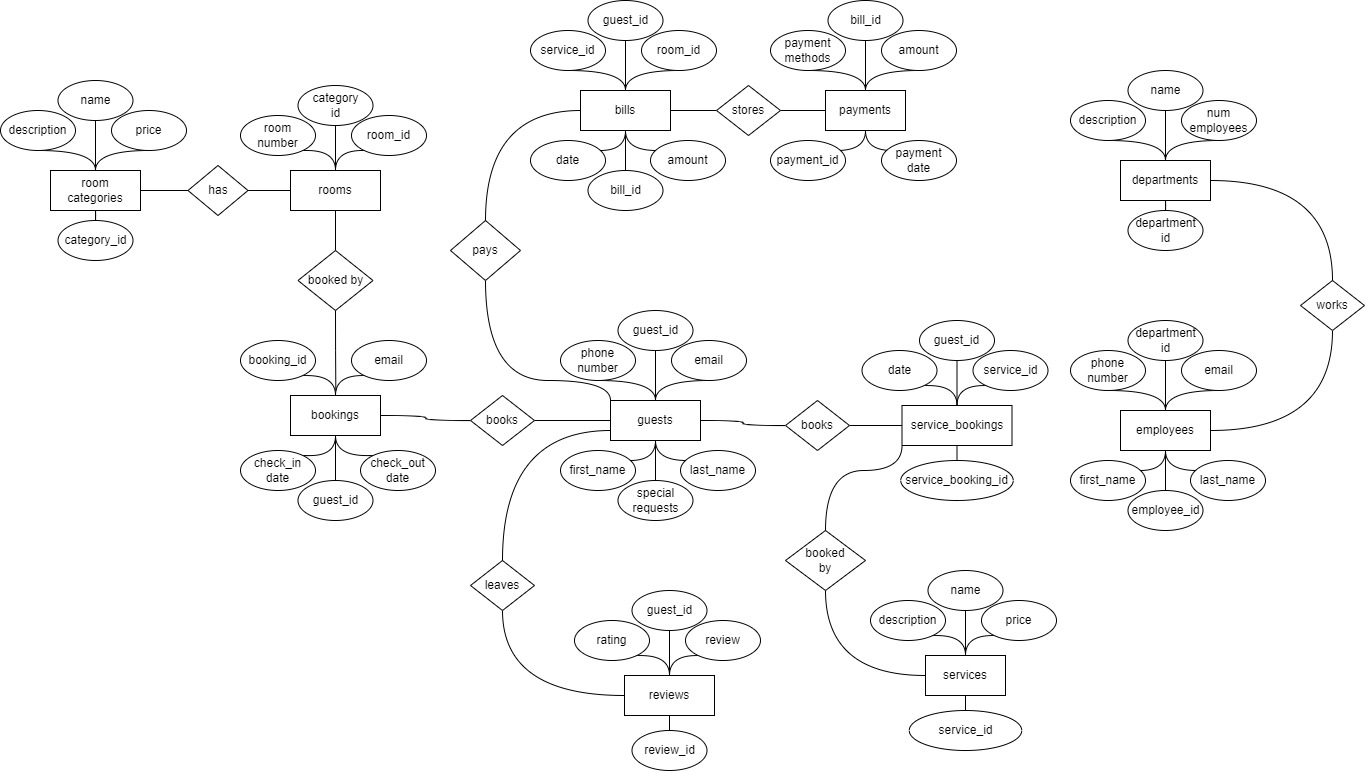 guest_id
service_id
room_id
bills
date
amount
bill_id
stores
bill_id
payment
methods
amount
payments
payment_id
payment
date
name
description
num
employees
departments
department
id
name
description
price
room
categories
category_id
has
category
id
room
number
room_id
rooms
pays
booked by
works
booking_id
email
bookings
check_in
date
check_out
date
guest_id
books
guest_id
phone
number
email
guests
first_name
last_name
special
requests
books
guest_id
date
service_id
service_bookings
service_booking_id
department
id
phone
number
email
employees
first_name
last_name
employee_id
leaves
booked
by
guest_id
rating
review
reviews
review_id
name
description
price
services
service_id